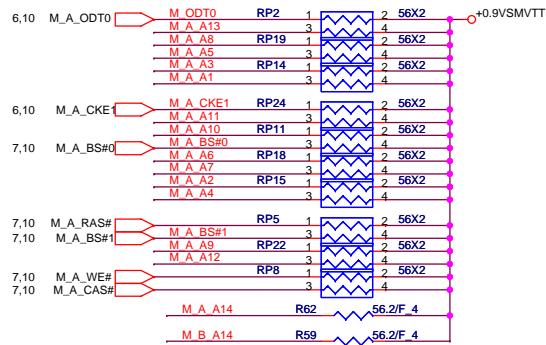 6,10 M_A_ODT0 M_ODT0 RP2 1 2 56X2 +0.9VSMVTT
M_A_A13 3 4
M_A_A8 RP19 1 2 56X2
M_A_A5 3 4
M_A_A3 RP14 1 2 56X2
M_A_A1 3 4
6,10 M_A_CKE1 M_A_CKE1 RP24 1 2 56X2
M_A_A11 3 4
M_A_A10 RP11 1 2 56X2
7,10 M_A_BS#0 M_A_BS#0 3 4
M_A_A6 RP18 1 2 56X2
M_A_A7 3 4
M_A_A2 RP15 1 2 56X2
M_A_A4 3 4
7,10 M_A_RAS# RP5 1 2 56X2
7,10 M_A_BS#1 M_A_BS#1 3 4
M_A_A9 RP22 1 2 56X2
M_A_A12 3 4
7,10 M_A_WE# RP8 1 2 56X2
7,10 M_A_CAS# 3 4
M_A_A14 R62 56.2/F_4
M_B_A14 R59 56.2/F_4